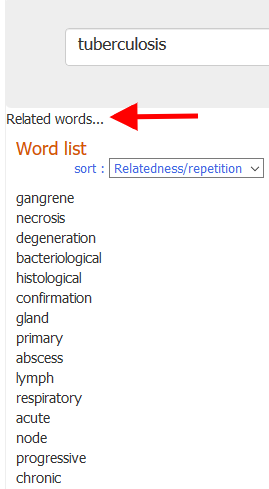 tuberculosis
Related words...
Word list
sort : Relatedness/repetition
gangrene
necrosis
degeneration
bacteriological
histological
confirmation
gland
primary
abscess
lymph
respiratory
acute
node
progressive
chronic